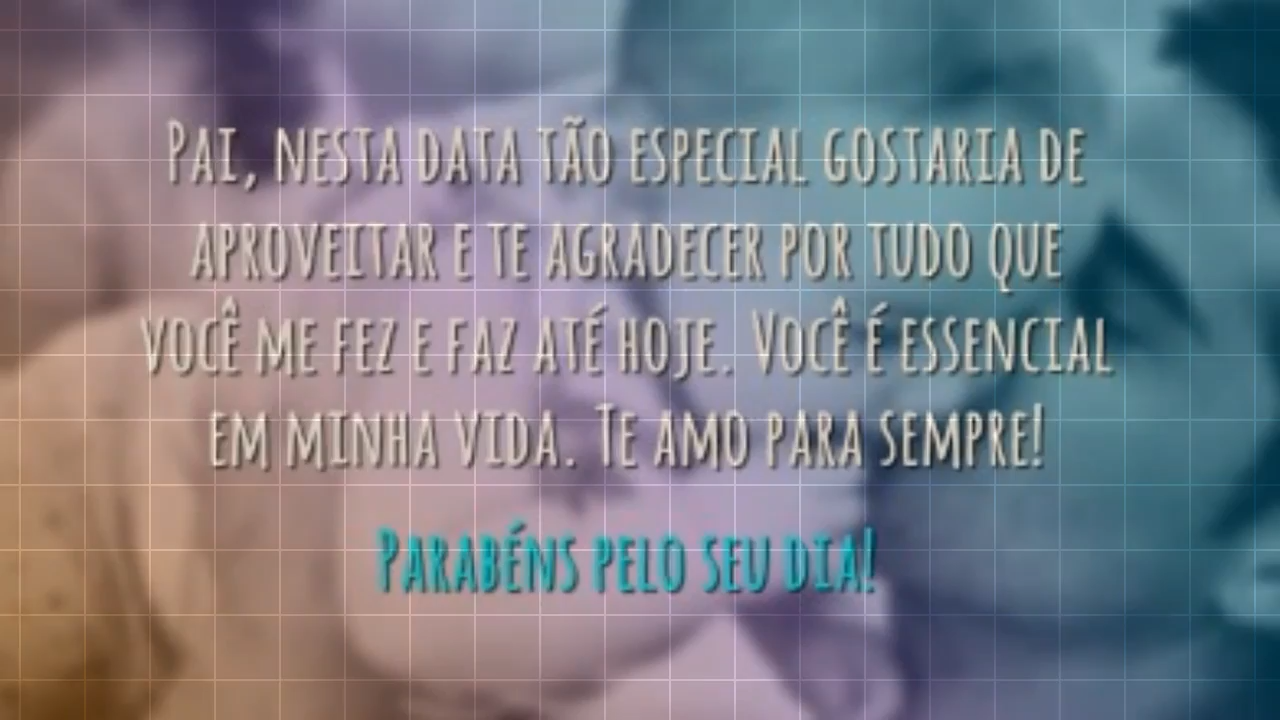 Pai, nesta data tão especial gostaria de
aproveitar e te agradecer por tudo que
você me fez e faz até hoje. Você é essencial
em minha vida. Te amo para sempre!
Parabéns pelo seu dia!